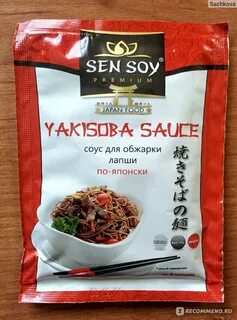 Sachkova
SEN SOY
PREMIUM
JAPAN FOOD
YAKISOBA SAUCE
соус для обжарки
лапши
по-японски
焼きそばの麺
RECOMMEND.RU